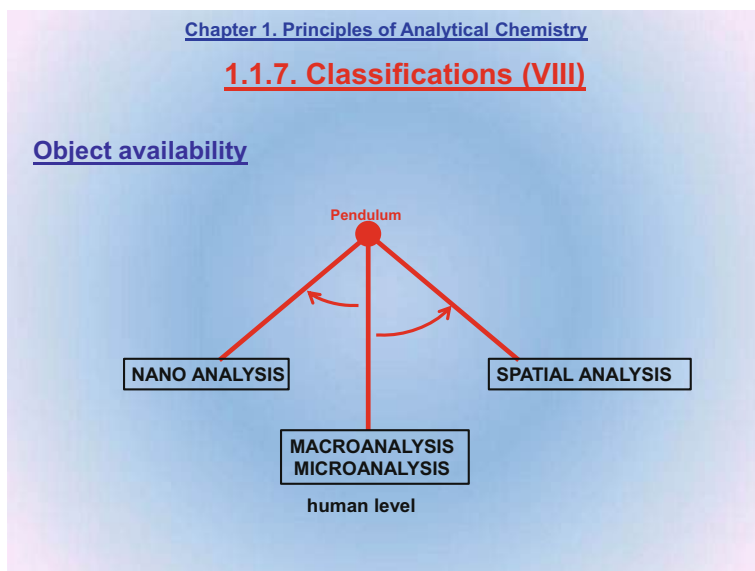 Chapter 1. Principles of Analytical Chemistry
1.1.7. Classifications (VIII)
Object availability
Pendulum
NANO ANALYSIS
SPATIAL ANALYSIS
MACROANALYSIS
MICROANALYSIS
human level